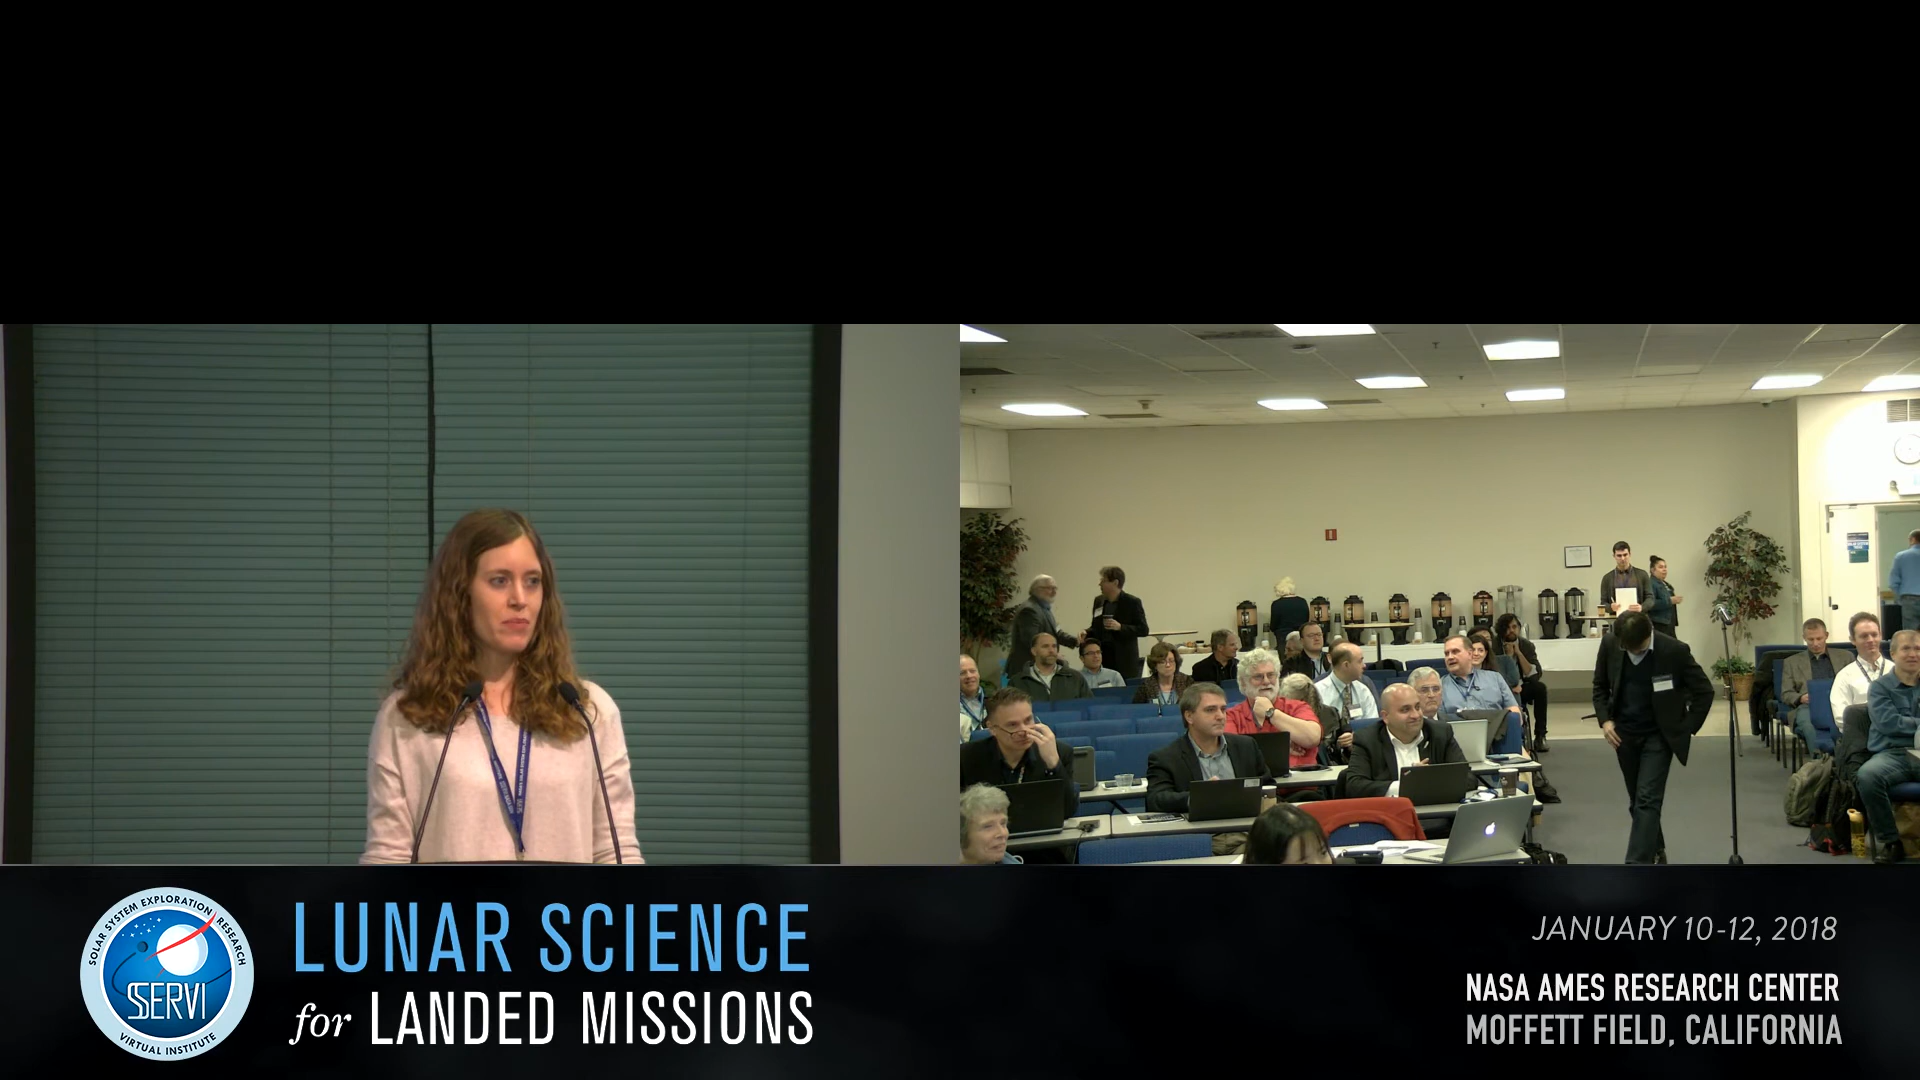 SOLAR SYSTEM EXPLORATION RESEARCH
SSERVI
VIRTUAL INSTITUTE
LUNAR SCIENCE
for LANDED MISSIONS
JANUARY 10-12, 2018
NASA AMES RESEARCH CENTER
MOFFETT FIELD, CALIFORNIA